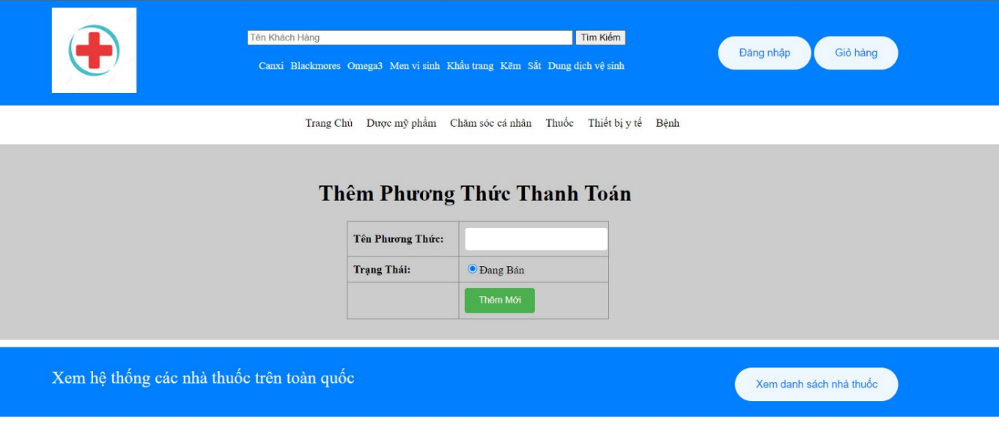 Tên Khách Hàng
Tìm Kiếm
Canxi Blackmores Omega3 Men vi sinh Khẩu trang Kẽm Sắt Dung dịch vệ sinh
Đăng nhập
Giỏ hàng
Trang Chủ Dược mỹ phẩm Chăm sóc cá nhân Thuốc Thiết bị y tế Bệnh
Thêm Phương Thức Thanh Toán
Tên Phương Thức:
Trạng Thái: Đang Bán
Thêm Mới
Xem hệ thống các nhà thuốc trên toàn quốc
Xem danh sách nhà thuốc